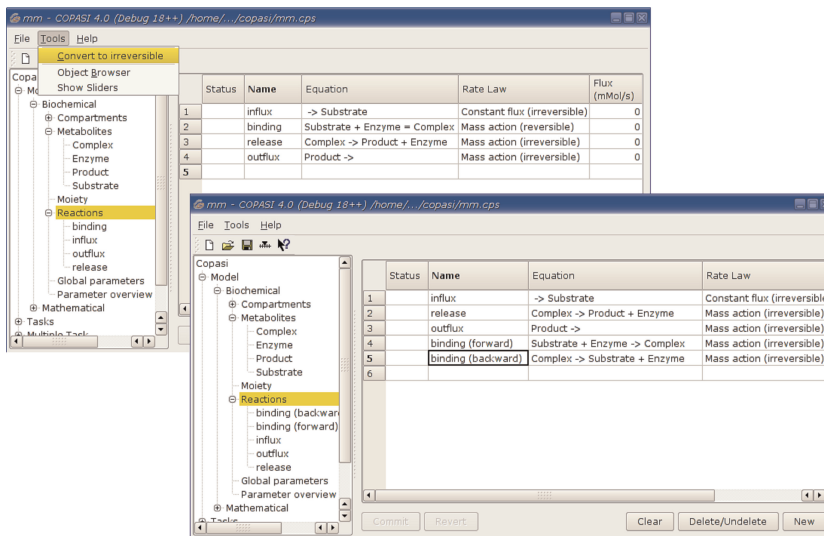 mm - COPASI 4.0 (Debug 18++) /home/.../copasi/mm.cps
File Tools Help
Convert to irreversible
Object Browser
Show Sliders
Copa
Biochemical
Compartments
Metabolites
Complex
Enzyme
Product
Substrate
Moiety
Reactions
binding
influx
outflux
release
Global parameters
Parameter overview
Mathematical
Tasks
Multiple Task
Status Name Equation Rate Law Flux
(mMol/s)
1 influx -> Substrate Constant flux (irreversible) 0
2 binding Substrate + Enzyme = Complex Mass action (reversible) 0
3 release Complex -> Product + Enzyme Mass action (irreversible) 0
4 outflux Product -> Mass action (irreversible) 0
5
mm - COPASI 4.0 (Debug 18++) /home/.../copasi/mm.cps
File Tools Help
Copasi
Model
Biochemical
Compartments
Metabolites
Complex
Enzyme
Product
Substrate
Moiety
Reactions
binding (backwar
binding (forward)
influx
outflux
release
Global parameters
Parameter overview
Mathematical
Tasks
Status Name Equation Rate Law
1 influx -> Substrate Constant flux (irreversible
2 release Complex -> Product + Enzyme Mass action (irreversible)
3 outflux Product -> Mass action (irreversible)
4 binding (forward) Substrate + Enzyme -> Complex Mass action (irreversible)
5 binding (backward) Complex -> Substrate + Enzyme Mass action (irreversible)
6
Commit Revert Clear Delete/Undelete New